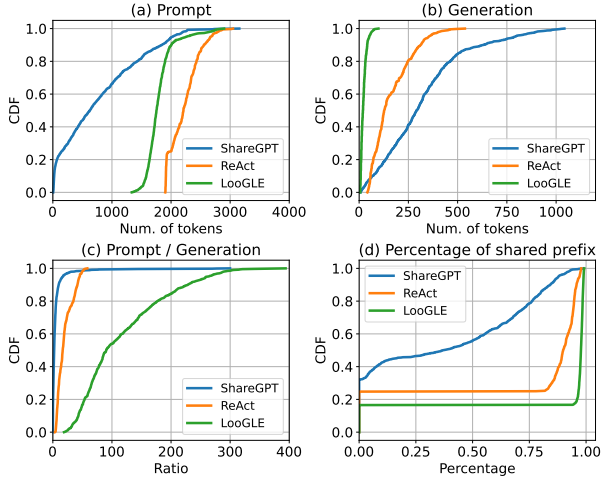 (a) Prompt
CDF
1.0
0.8
0.6
0.4
0.2
0.0
ShareGPT
ReAct
LooGLE
0 1000 2000 3000 4000
Num. of tokens
(b) Generation
CDF
1.0
0.8
0.6
0.4
0.2
0.0
ShareGPT
ReAct
LooGLE
0 250 500 750 1000
Num. of tokens
(c) Prompt / Generation
CDF
1.0
0.8
0.6
0.4
0.2
0.0
ShareGPT
ReAct
LooGLE
0 100 200 300 400
Ratio
(d) Percentage of shared prefix
CDF
1.0
0.8
0.6
0.4
0.2
0.0
ShareGPT
ReAct
LooGLE
0.00 0.25 0.50 0.75 1.00
Percentage